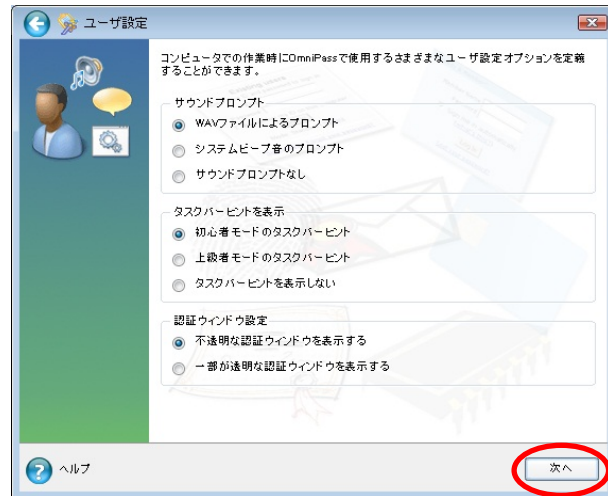 ユーザ設定
コンピュータでの作業時にOmniPassで使用するさまざまなユーザ設定オプションを定義
することができます。
サウンドプロンプト
WAVファイルによるプロンプト
システムビープ音のプロンプト
サウンドプロンプトなし
タスクバーヒントを表示
初心者モードのタスクバーヒント
上級者モードのタスクバーヒント
タスクバーヒントを表示しない
認証ウィンドウ設定
不透明な認証ウィンドウを表示する
一部が透明な認証ウィンドウを表示する
ヘルプ
次へ